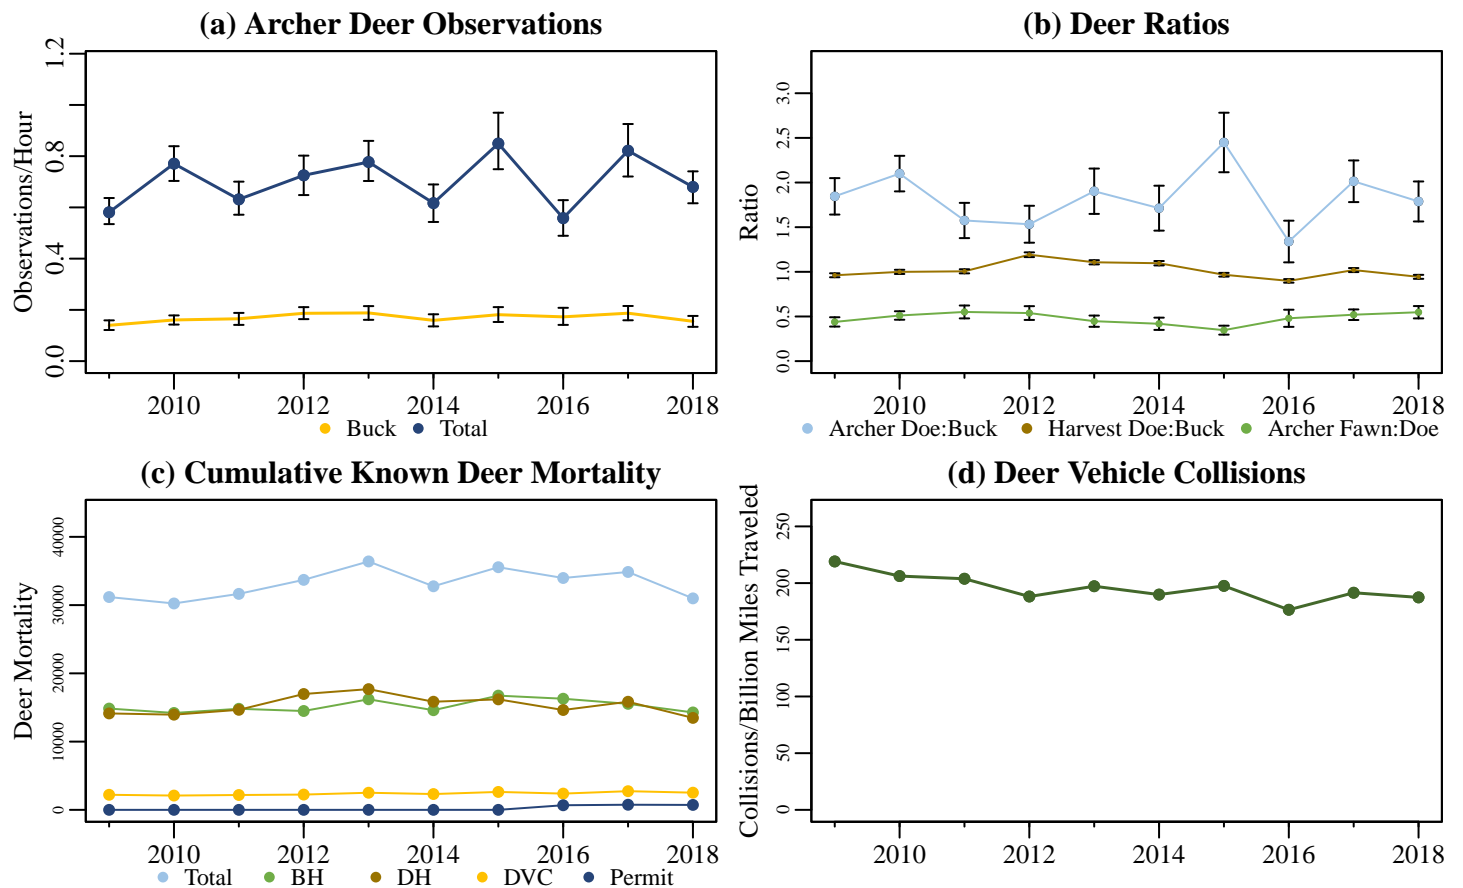 (a) Archer Deer Observations
Observations/Hour
1.2
0.8
0.4
0.0
2010 2012 2014 2016 2018
Buck Total
(b) Deer Ratios
Ratio
3.0
2.5
2.0
1.5
1.0
0.5
0.0
2010 2012 2014 2016 2018
Archer Doe:Buck Harvest Doe:Buck Archer Fawn:Doe
(c) Cumulative Known Deer Mortality
Deer Mortality
40000
30000
20000
10000
0
2010 2012 2014 2016 2018
Total BH DH DVC Permit
(d) Deer Vehicle Collisions
Collisions/Billion Miles Traveled
250
200
150
100
50
0
2010 2012 2014 2016 2018